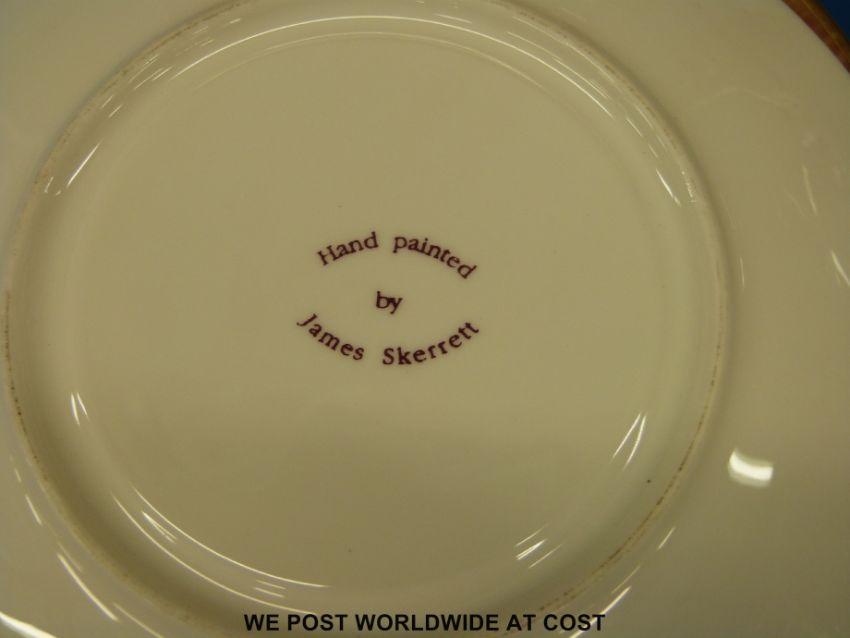 Hand painted
by
James Skerrett
WE POST WORLDWIDE AT COST